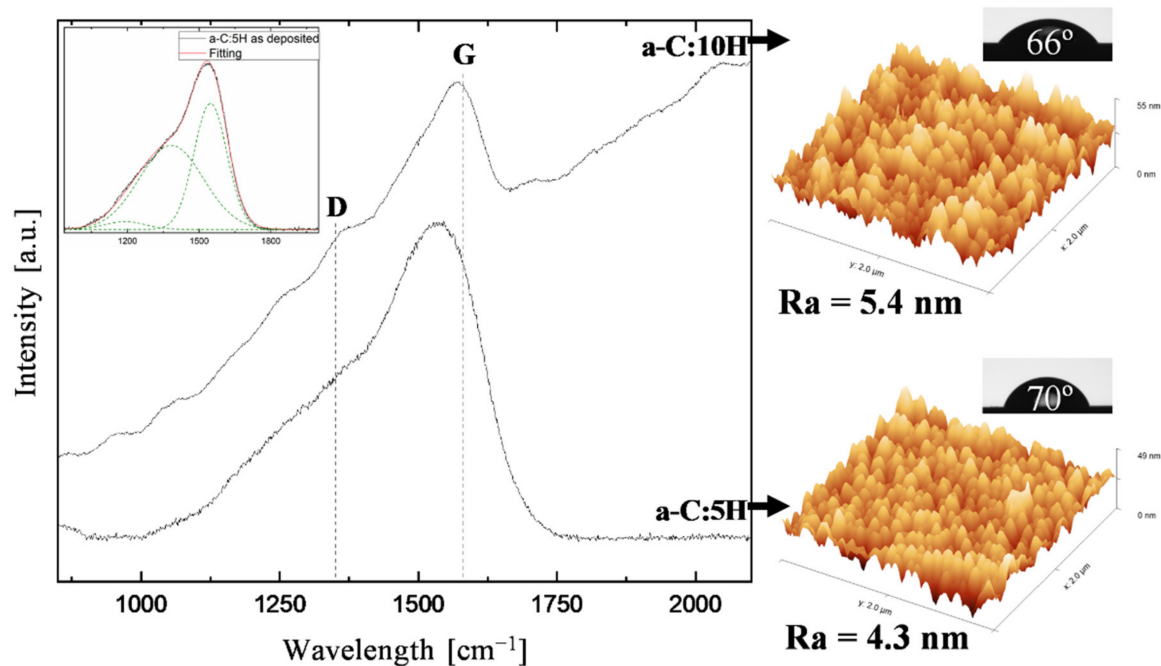 a-C:5H as deposited
Fitting
1200 1500 1800
D
G
a-C:10H
a-C:5H
Intensity [a.u.]
1000 1250 1500 1750 2000
Wavelength [cm⁻¹]
66º
55 nm
0 nm
x: 2.0 µm
y: 2.0 µm
Ra = 5.4 nm
70º
49 nm
0 nm
x: 2.0 µm
y: 2.0 µm
Ra = 4.3 nm